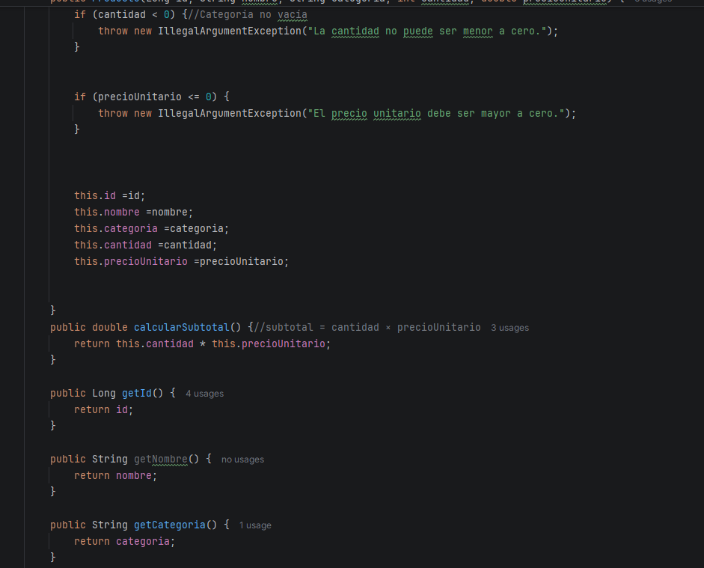 public Producto(Long id, String nombre, String categoria, int cantidad, double precioUnitario) {
if (cantidad < 0) {//Categoria no vacia
throw new IllegalArgumentException("La cantidad no puede ser menor a cero.");
}
if (precioUnitario <= 0) {
throw new IllegalArgumentException("El precio unitario debe ser mayor a cero.");
}
this.id =id;
this.nombre =nombre;
this.categoria =categoria;
this.cantidad =cantidad;
this.precioUnitario =precioUnitario;
}
public double calcularSubtotal() {//subtotal = cantidad × precioUnitario 3 usages
return this.cantidad * this.precioUnitario;
}
public Long getId() { 4 usages
return id;
}
public String getNombre() { no usages
return nombre;
}
public String getCategoria() { 1 usage
return categoria;
}